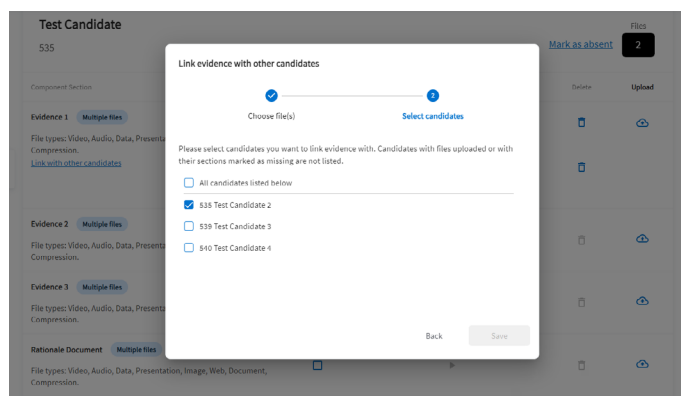 Test Candidate
535
Files
Mark as absent
2
Component Section
Delete
Upload
Evidence 1 Multiple files
File types: Video, Audio, Data, Presenta
Compression.
Link with other candidates
Evidence 2 Multiple files
File types: Video, Audio, Data, Presenta
Compression.
Evidence 3 Multiple files
File types: Video, Audio, Data, Presenta
Compression.
Rationale Document Multiple files
File types: Video, Audio, Data, Presentation, Image, Web, Document,
Compression.
Link evidence with other candidates
2
Choose file(s)
Select candidates
Please select candidates you want to link evidence with. Candidates with files uploaded or with
their sections marked as missing are not listed.
All candidates listed below
535 Test Candidate 2
539 Test Candidate 3
540 Test Candidate 4
Back
Save